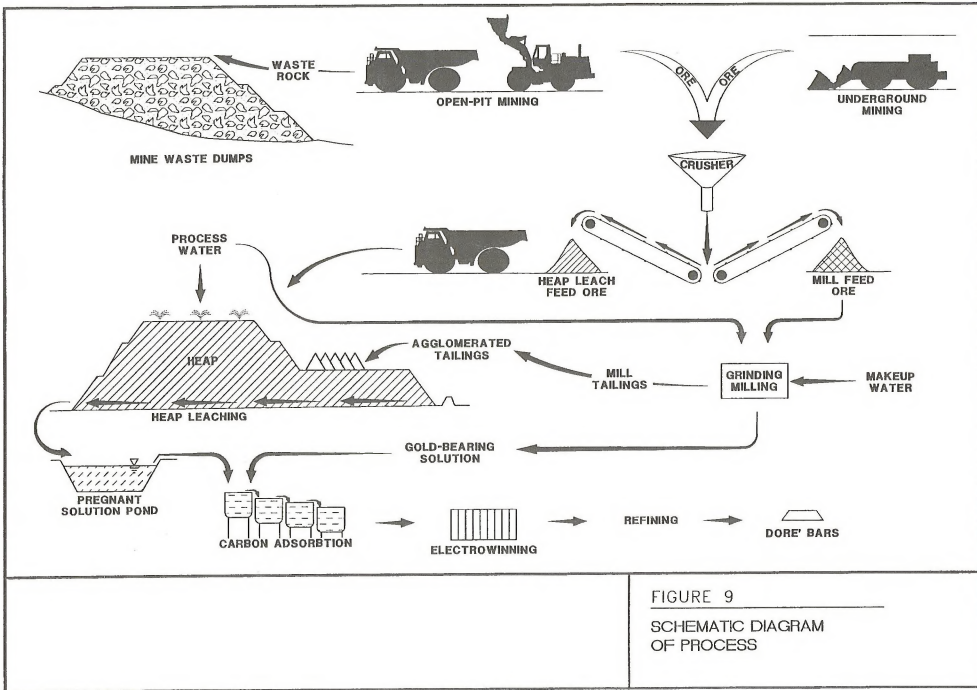 WASTE
ROCK
OPEN-PIT MINING
ORE
ORE
UNDERGROUND
MINING
MINE WASTE DUMPS
CRUSHER
PROCESS
WATER
HEAP LEACH
FEED ORE
MILL FEED
ORE
HEAP
AGGLOMERATED
TAILINGS
MILL
TAILINGS
GRINDING
MILLING
MAKEUP
WATER
HEAP LEACHING
GOLD-BEARING
SOLUTION
PREGNANT
SOLUTION POND
CARBON ADSORBTION
ELECTROWINNING
REFINING
DORE' BARS
FIGURE 9
SCHEMATIC DIAGRAM
OF PROCESS